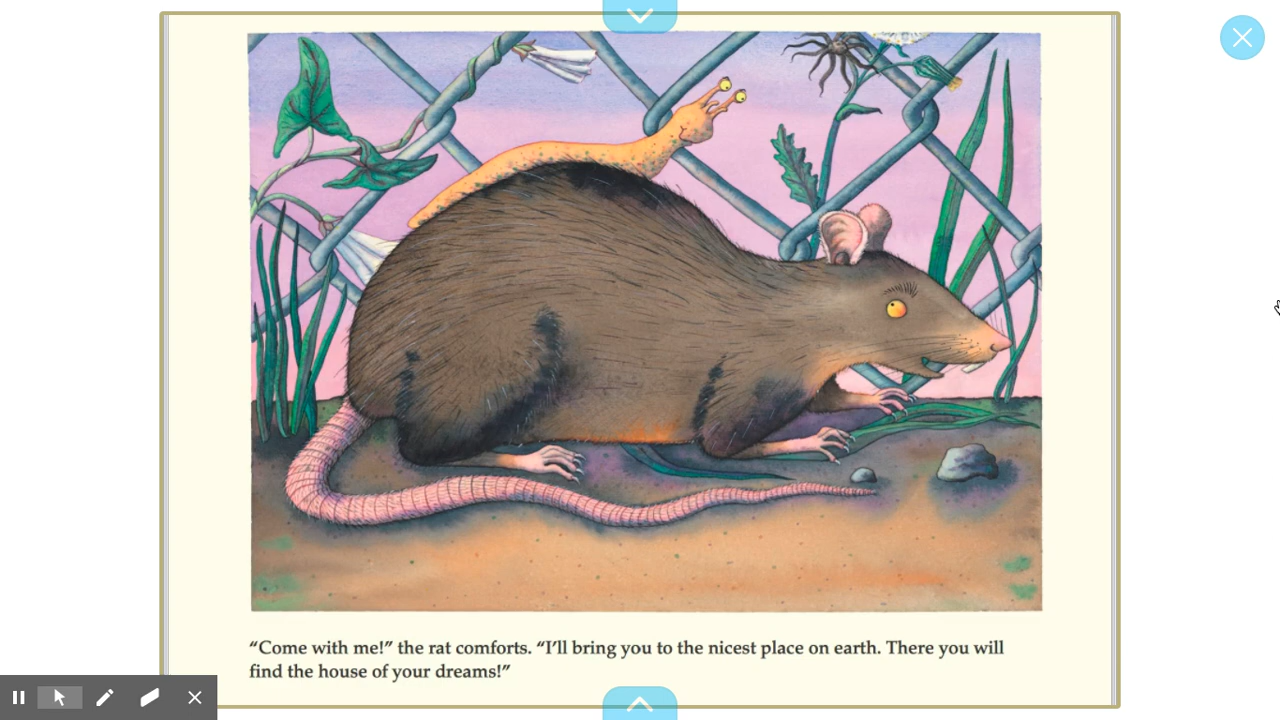 “Come with me!” the rat comforts. “I’ll bring you to the nicest place on earth. There you will
find the house of your dreams!”